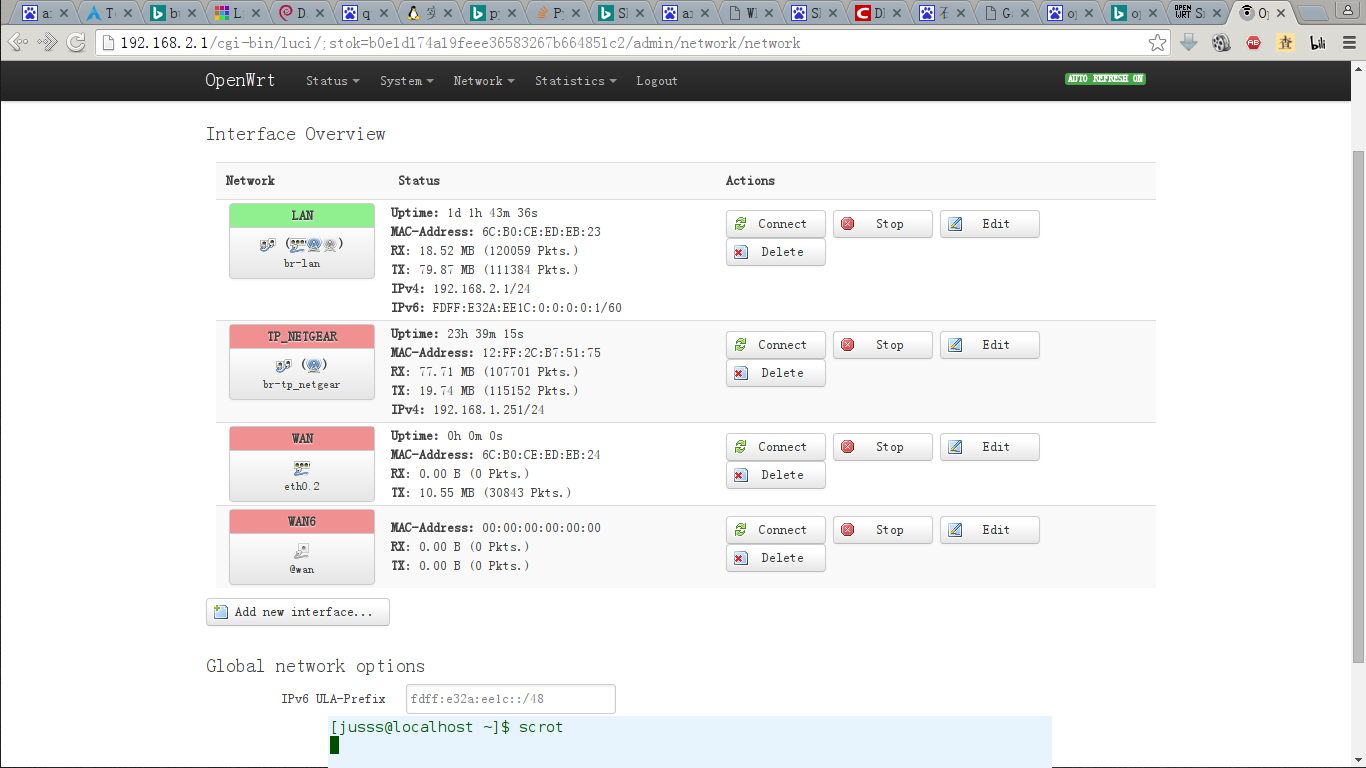 192.168.2.1/cgi-bin/luci/;stok=b0e1d174a19feee36583267b664851c2/admin/network/network
OpenWrt Status System Network Statistics Logout AUTO REFRESH ON
Interface Overview
Network Status Actions
LAN
br-lan
Uptime: 1d 1h 43m 36s
MAC-Address: 6C:B0:CE:ED:EB:23
RX: 18.52 MB (120059 Pkts.)
TX: 79.87 MB (111384 Pkts.)
IPv4: 192.168.2.1/24
IPv6: FDFF:E32A:EE1C:0:0:0:0:1/60
Connect Stop Edit
Delete
TP_NETGEAR
br-tp_netgear
Uptime: 23h 39m 15s
MAC-Address: 12:FF:2C:B7:51:75
RX: 77.71 MB (107701 Pkts.)
TX: 19.74 MB (115152 Pkts.)
IPv4: 192.168.1.251/24
Connect Stop Edit
Delete
WAN
eth0.2
Uptime: 0h 0m 0s
MAC-Address: 6C:B0:CE:ED:EB:24
RX: 0.00 B (0 Pkts.)
TX: 10.55 MB (30843 Pkts.)
Connect Stop Edit
Delete
WAN6
@wan
MAC-Address: 00:00:00:00:00:00
RX: 0.00 B (0 Pkts.)
TX: 0.00 B (0 Pkts.)
Connect Stop Edit
Delete
Add new interface...
Global network options
IPv6 ULA-Prefix fdff:e32a:ee1c::/48
[jusss@localhost ~]$ scrot